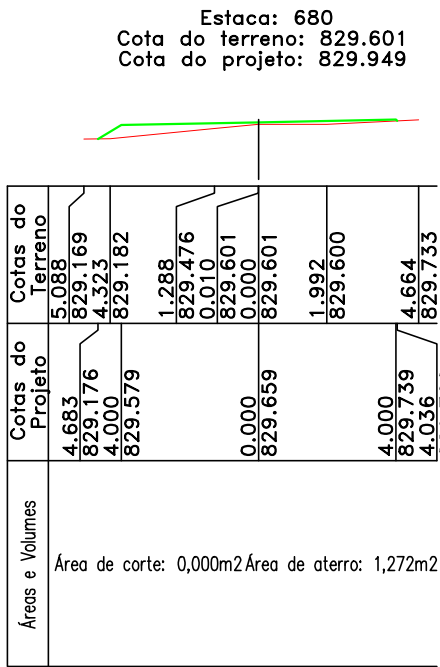 Estaca: 680
Cota do terreno: 829.601
Cota do projeto: 829.949
Cotas do
Terreno
5.088
829.169
4.323
829.182
1.288
829.476
0.010
829.601
0.000
829.601
1.992
829.600
4.664
829.733
Cotas do
Projeto
4.683
829.176
4.000
829.579
0.000
829.659
4.000
829.739
4.036
Áreas e Volumes
Área de corte: 0,000m2
Área de aterro: 1,272m2